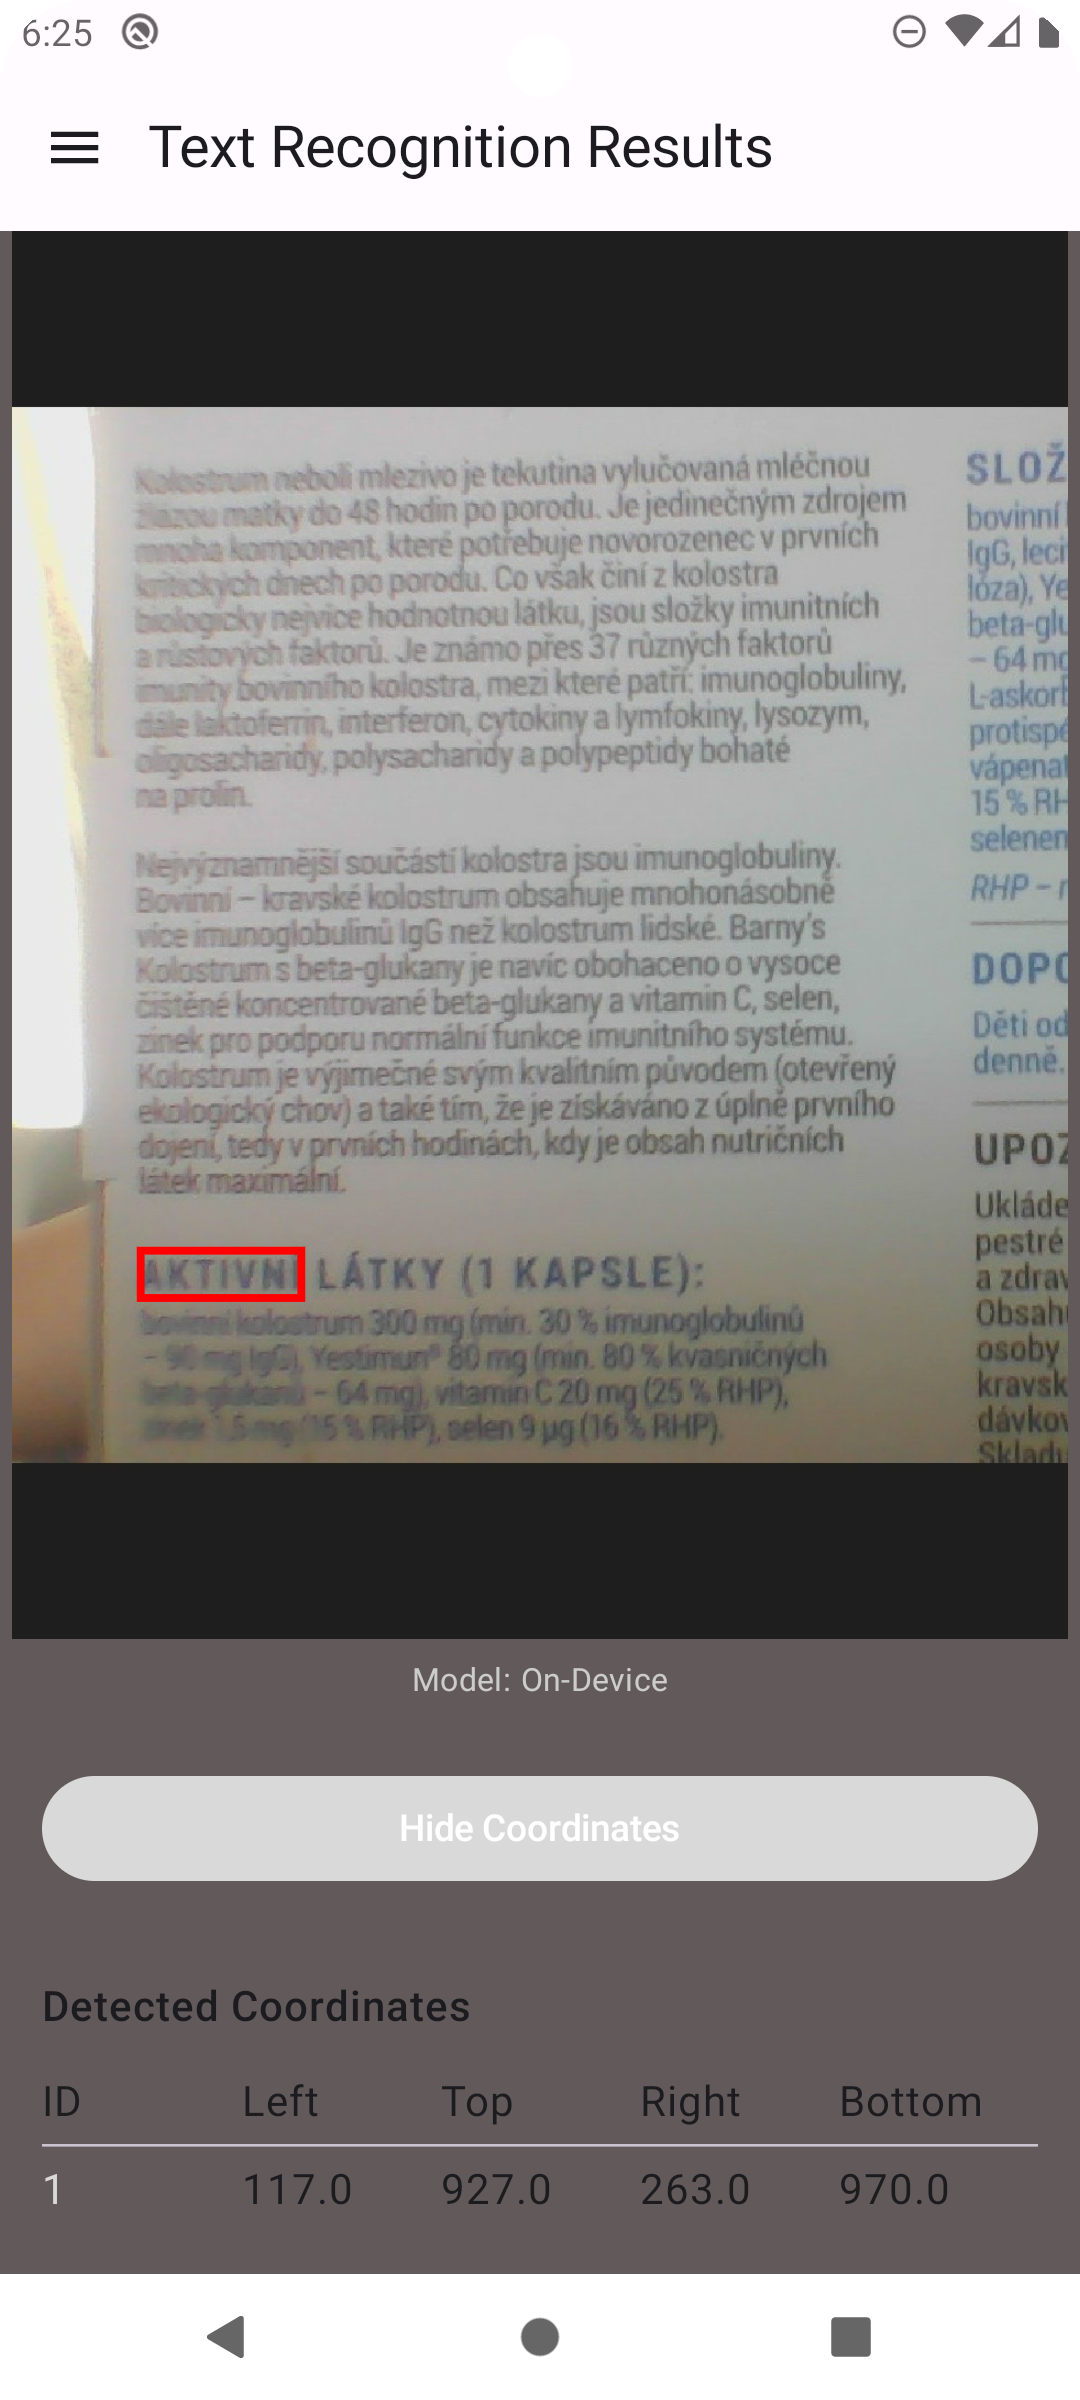 6:25
Text Recognition Results
Kolostrum neboli mlezivo je tekutina vylučovaná mléčnou
žlázou matky do 48 hodin po porodu. Je jedinečným zdrojem
mnoha komponent, které potřebuje novorozenec v prvních
kritických dnech po porodu. Co však činí z kolostra
biologicky nejvíce hodnotnou látku, jsou složky imunitních
a růstových faktorů. Je známo přes 37 různých faktorů
imunity bovinního kolostra, mezi které patří: imunoglobuliny,
dále laktoferrin, interferon, cytokiny a lymfokiny, lysozym,
oligosacharidy, polysacharidy a polypeptidy bohaté
na prolin.
Nejvýznamnější součástí kolostra jsou imunoglobuliny.
Bovinní – kravské kolostrum obsahuje mnohonásobně
více imunoglobulinů IgG než kolostrum lidské. Barny's
Kolostrum s beta-glukany je navíc obohaceno o vysoce
čištěné koncentrované beta-glukany a vitamin C, selen,
zinek pro podporu normální funkce imunitního systému.
Kolostrum je výjimečné svým kvalitním původem (otevřený
ekologický chov) a také tím, že je získáváno z úplně prvního
dojení, tedy v prvních hodinách, kdy je obsah nutričních
látek maximální.
AKTIVNÍ LÁTKY (1 KAPSLE):
bovinní kolostrum 300 mg (min. 30 % imunoglobulinů
– 90 mg IgG), Yestimun® 80 mg (min. 80 % kvasničných
beta-glukanů – 64 mg), vitamin C 20 mg (25 % RHP),
zinek 1,5 mg (15 % RHP), selen 9 µg (16 % RHP).
SLOŽ
bovinní
IgG, leci
lóza), Ye
beta-glu
– 64 mg
L-askorb
protispé
vápenat
15 % RH
selenen
RHP – r
DOPO
Děti od
denně.
UPOZ
Ukláde
pestré
a zdrav
Obsahu
osoby
kravsk
dávkov
Skladu
Model: On-Device
Hide Coordinates
Detected Coordinates
ID Left Top Right Bottom
1 117.0 927.0 263.0 970.0